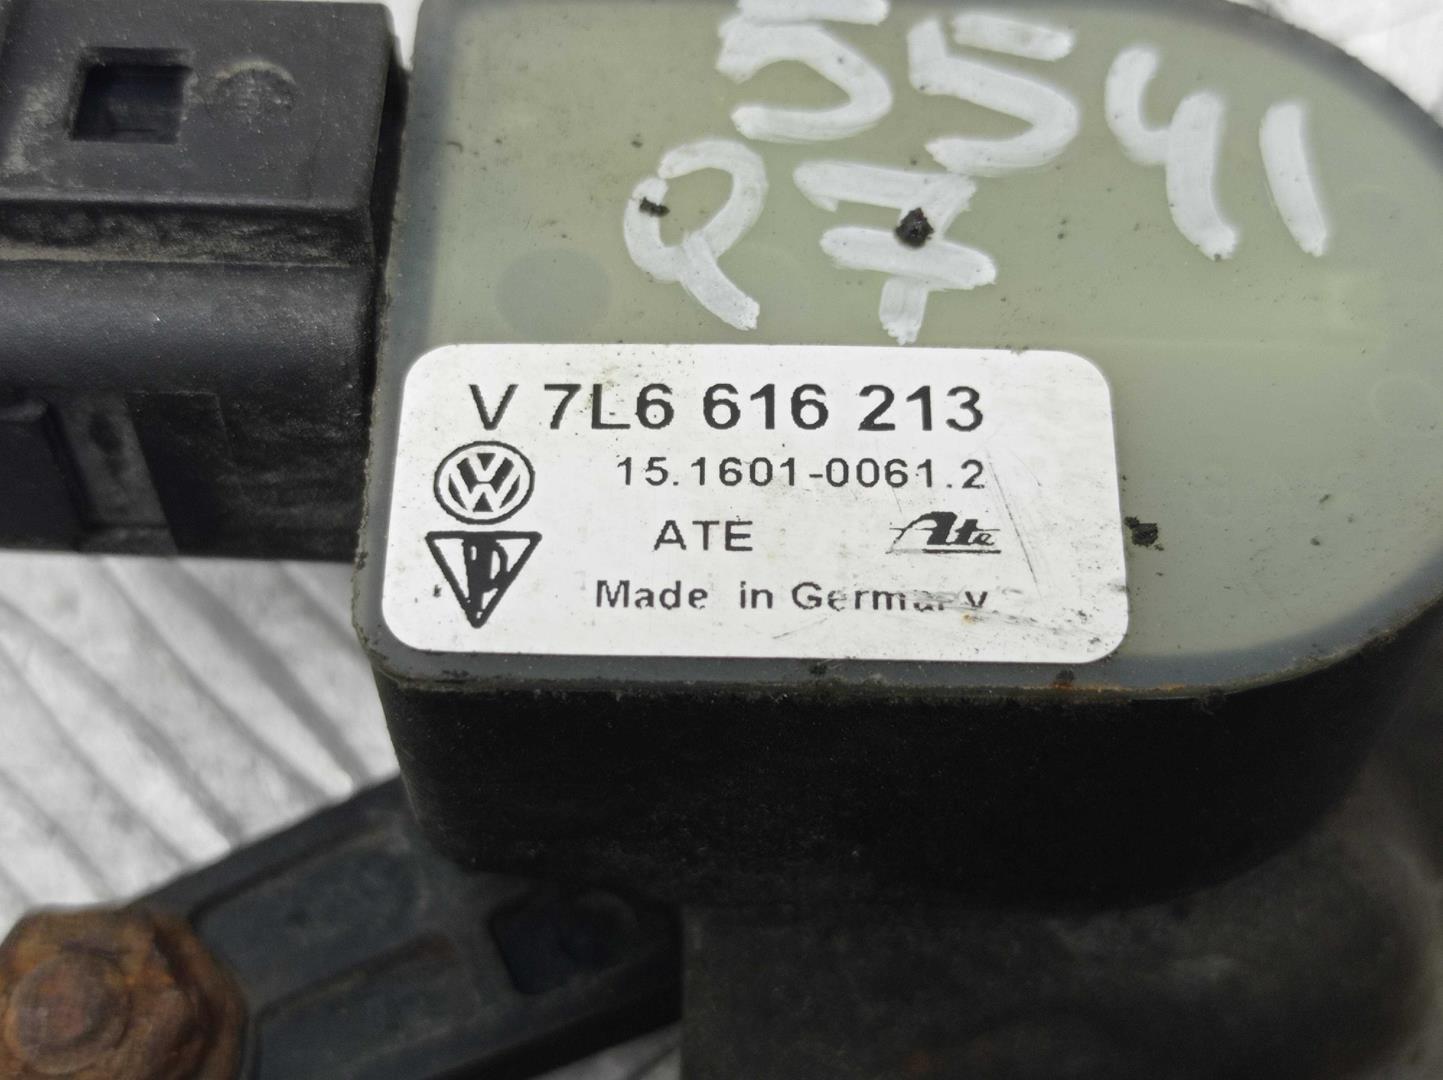 5541
Q7
V 7L6 616 213
15.1601-0061.2
ATE Ate
Made in Germany